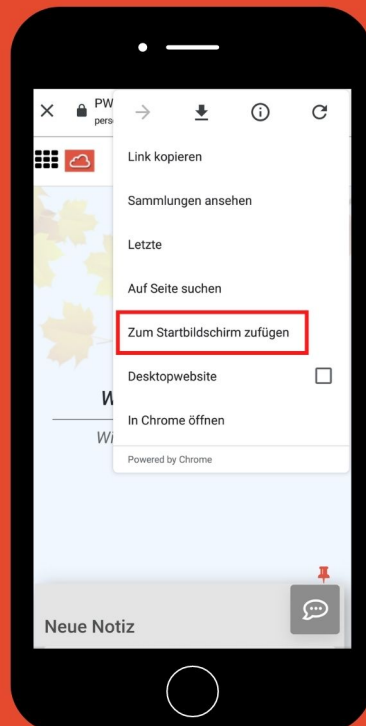 PW
pers
Link kopieren
Sammlungen ansehen
Letzte
Auf Seite suchen
Zum Startbildschirm zufügen
Desktopwebsite
W
In Chrome öffnen
Wi
Powered by Chrome
Neue Notiz